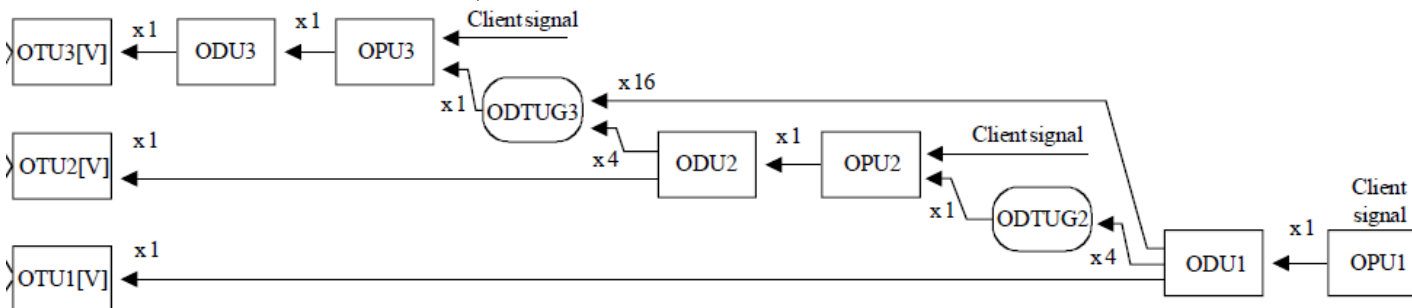 Client signal
x 1
x 1
OTU3[V]
ODU3
OPU3
x 16
x 1
ODTUG3
x 1
Client signal
x 1
OTU2[V]
x 4
ODU2
OPU2
Client
signal
x 1
ODTUG2
x 1
x 1
x 4
OTU1[V]
ODU1
OPU1